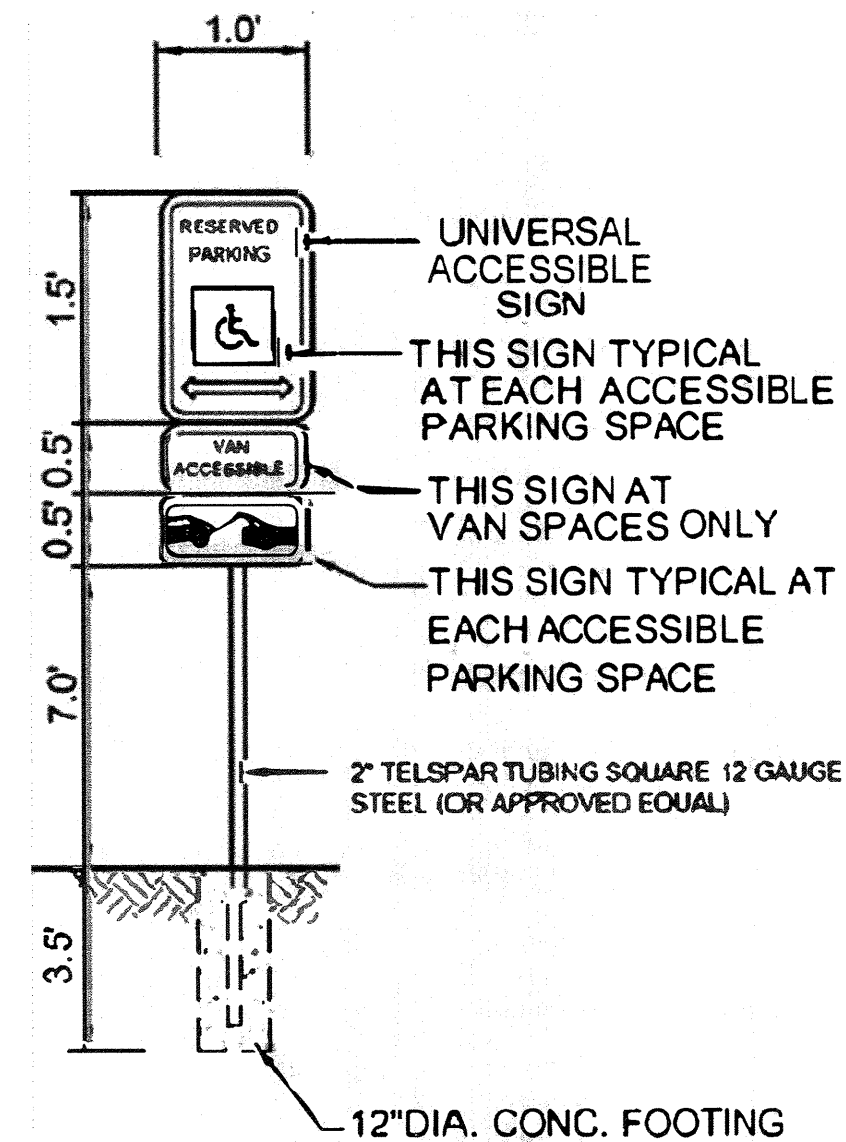 1.0'
RESERVED
PARKING
1.5'
UNIVERSAL
ACCESSIBLE
SIGN
THIS SIGN TYPICAL
AT EACH ACCESSIBLE
PARKING SPACE
VAN
ACCESSIBLE
0.5'
THIS SIGN AT
VAN SPACES ONLY
0.5'
THIS SIGN TYPICAL AT
EACH ACCESSIBLE
PARKING SPACE
7.0'
2" TELSPAR TUBING SQUARE 12 GAUGE
STEEL (OR APPROVED EQUAL)
3.5'
12"DIA. CONC. FOOTING